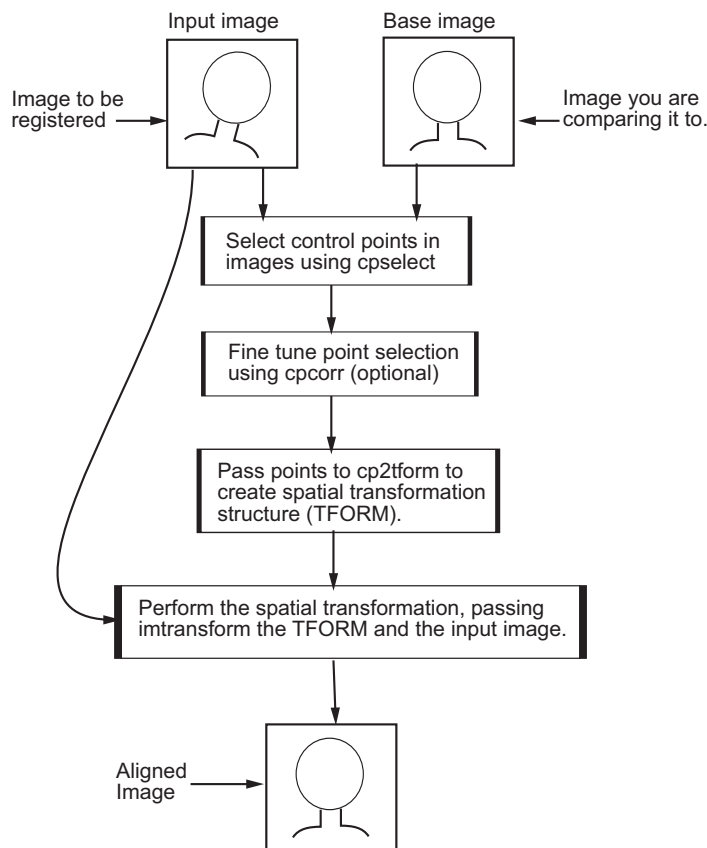 Input image
Base image
Image to be
registered
Image you are
comparing it to.
Select control points in
images using cpselect
Fine tune point selection
using cpcorr (optional)
Pass points to cp2tform to
create spatial transformation
structure (TFORM).
Perform the spatial transformation, passing
imtransform the TFORM and the input image.
Aligned
Image